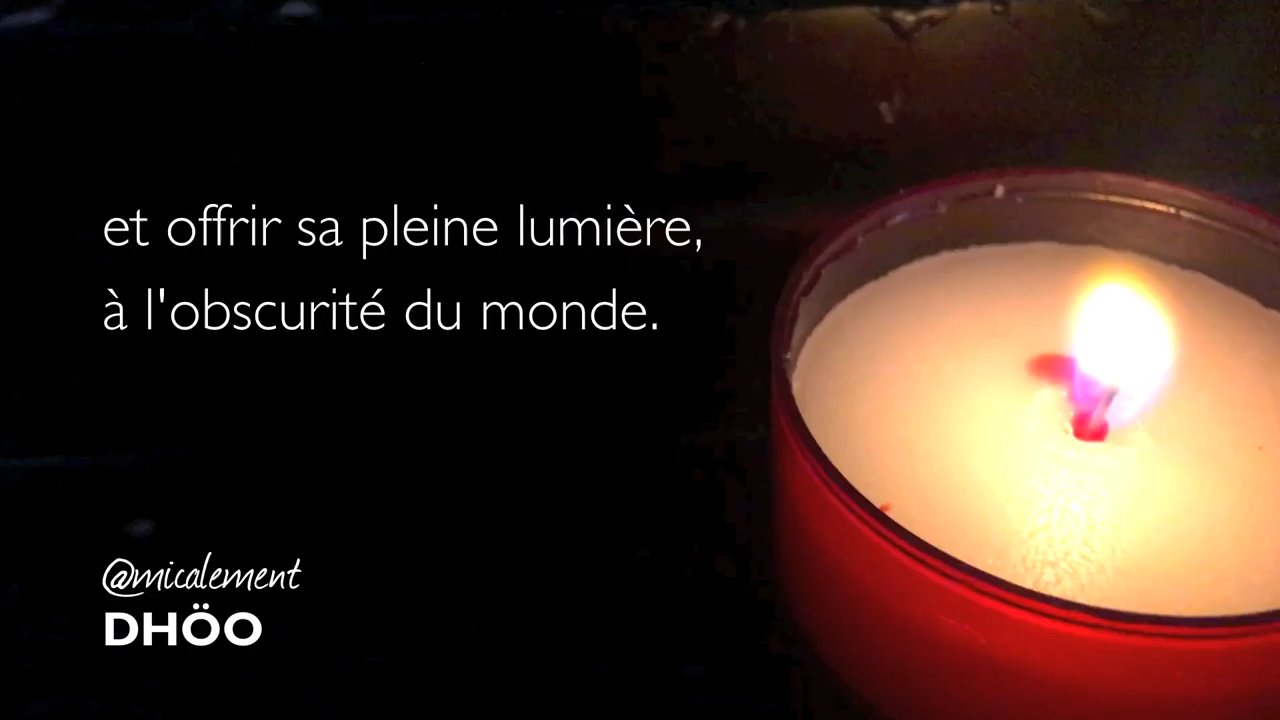 et offrir sa pleine lumière,
à l'obscurité du monde.
@micalement
DHÖO